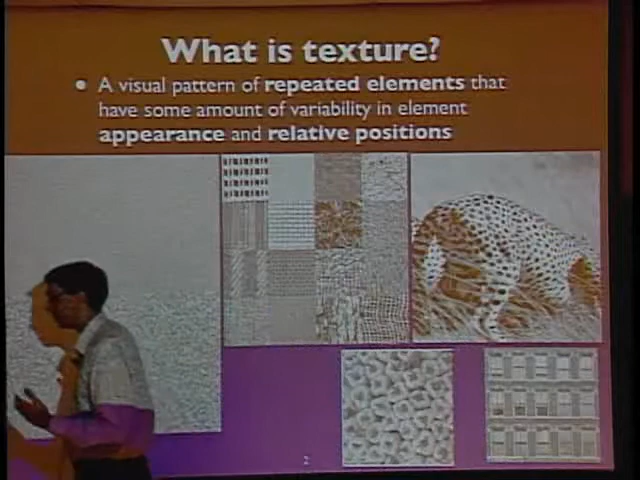 What is texture?
• A visual pattern of repeated elements that
have some amount of variability in element
appearance and relative positions
2